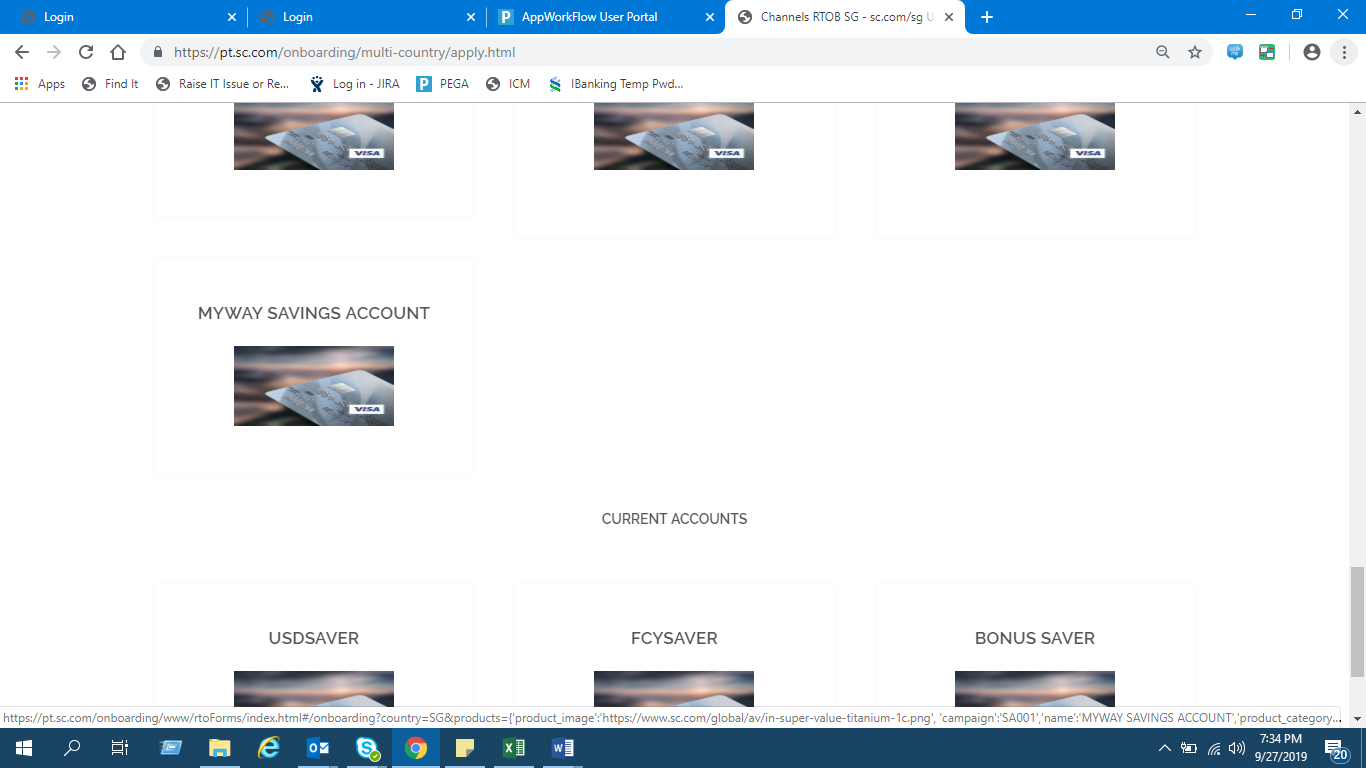 Login
Login
AppWorkFlow User Portal
Channels RTOB SG - sc.com/sg U
https://pt.sc.com/onboarding/multi-country/apply.html
Apps
Find It
Raise IT Issue or Re...
Log in - JIRA
PEGA
ICM
IBanking Temp Pwd...
VISA
VISA
VISA
MYWAY SAVINGS ACCOUNT
VISA
CURRENT ACCOUNTS
USDSAVER
FCYSAVER
BONUS SAVER
https://pt.sc.com/onboarding/www/rtoForms/index.html#/onboarding?country=SG&products={'product_image':'https://www.sc.com/global/av/in-super-value-titanium-1c.png', 'campaign':'SA001','name':'MYWAY SAVINGS ACCOUNT','product_category...
7:34 PM
9/27/2019
20